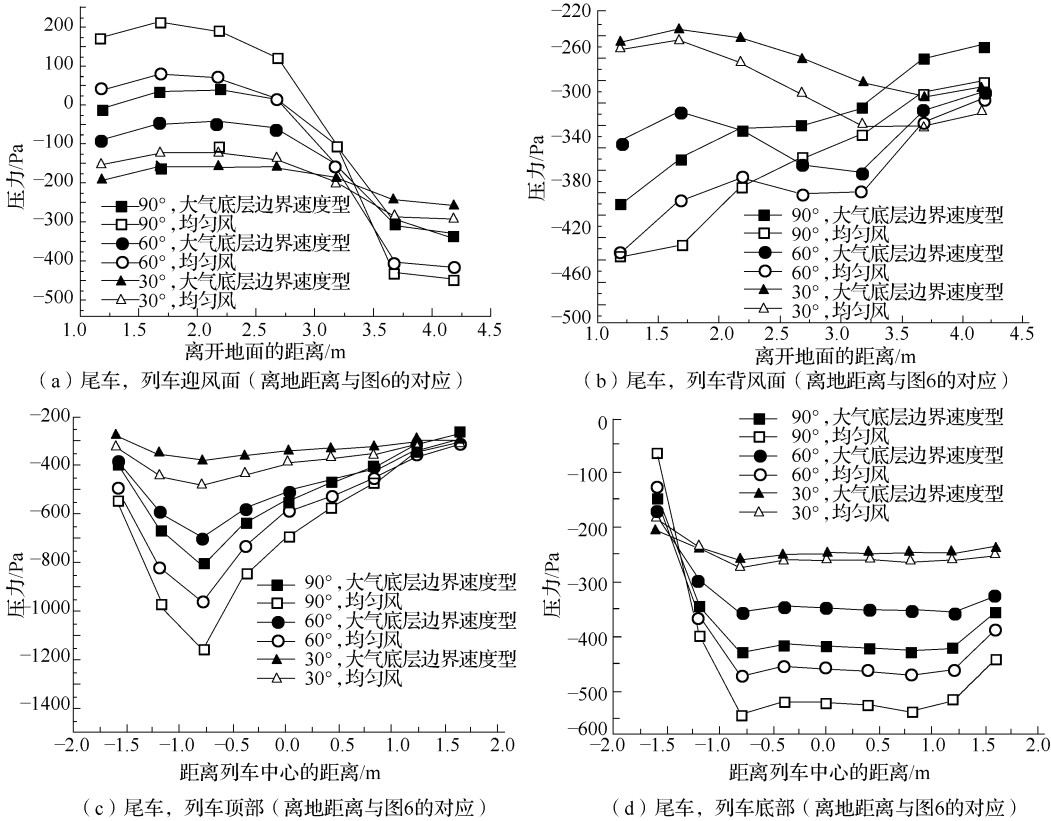 200
100
0
−100
−200
−300
−400
−500
压力/Pa
90°,大气底层边界速度型
90°,均匀风
60°,大气底层边界速度型
60°,均匀风
30°,大气底层边界速度型
30°,均匀风
1.0 1.5 2.0 2.5 3.0 3.5 4.0 4.5
离开地面的距离/m
(a)尾车，列车迎风面(离地距离与图6的对应)
−220
−260
−300
−340
−380
−420
−460
−500
压力/Pa
90°,大气底层边界速度型
90°,均匀风
60°,大气底层边界速度型
60°,均匀风
30°,大气底层边界速度型
30°,均匀风
1.0 1.5 2.0 2.5 3.0 3.5 4.0 4.5
离开地面的距离/m
(b)尾车，列车背风面(离地距离与图6的对应)
−200
−400
−600
−800
−1000
−1200
−1400
压力/Pa
90°,大气底层边界速度型
90°,均匀风
60°,大气底层边界速度型
60°,均匀风
30°,大气底层边界速度型
30°,均匀风
−2.0 −1.5 −1.0 −0.5 0.0 0.5 1.0 1.5 2.0
距离列车中心的距离/m
(c)尾车，列车顶部(离地距离与图6的对应)
0
−100
−200
−300
−400
−500
−600
压力/Pa
90°,大气底层边界速度型
90°,均匀风
60°,大气底层边界速度型
60°,均匀风
30°,大气底层边界速度型
30°,均匀风
−2.0 −1.5 −1.0 −0.5 0.0 0.5 1.0 1.5 2.0
距离列车中心的距离/m
(d)尾车，列车底部(离地距离与图6的对应)